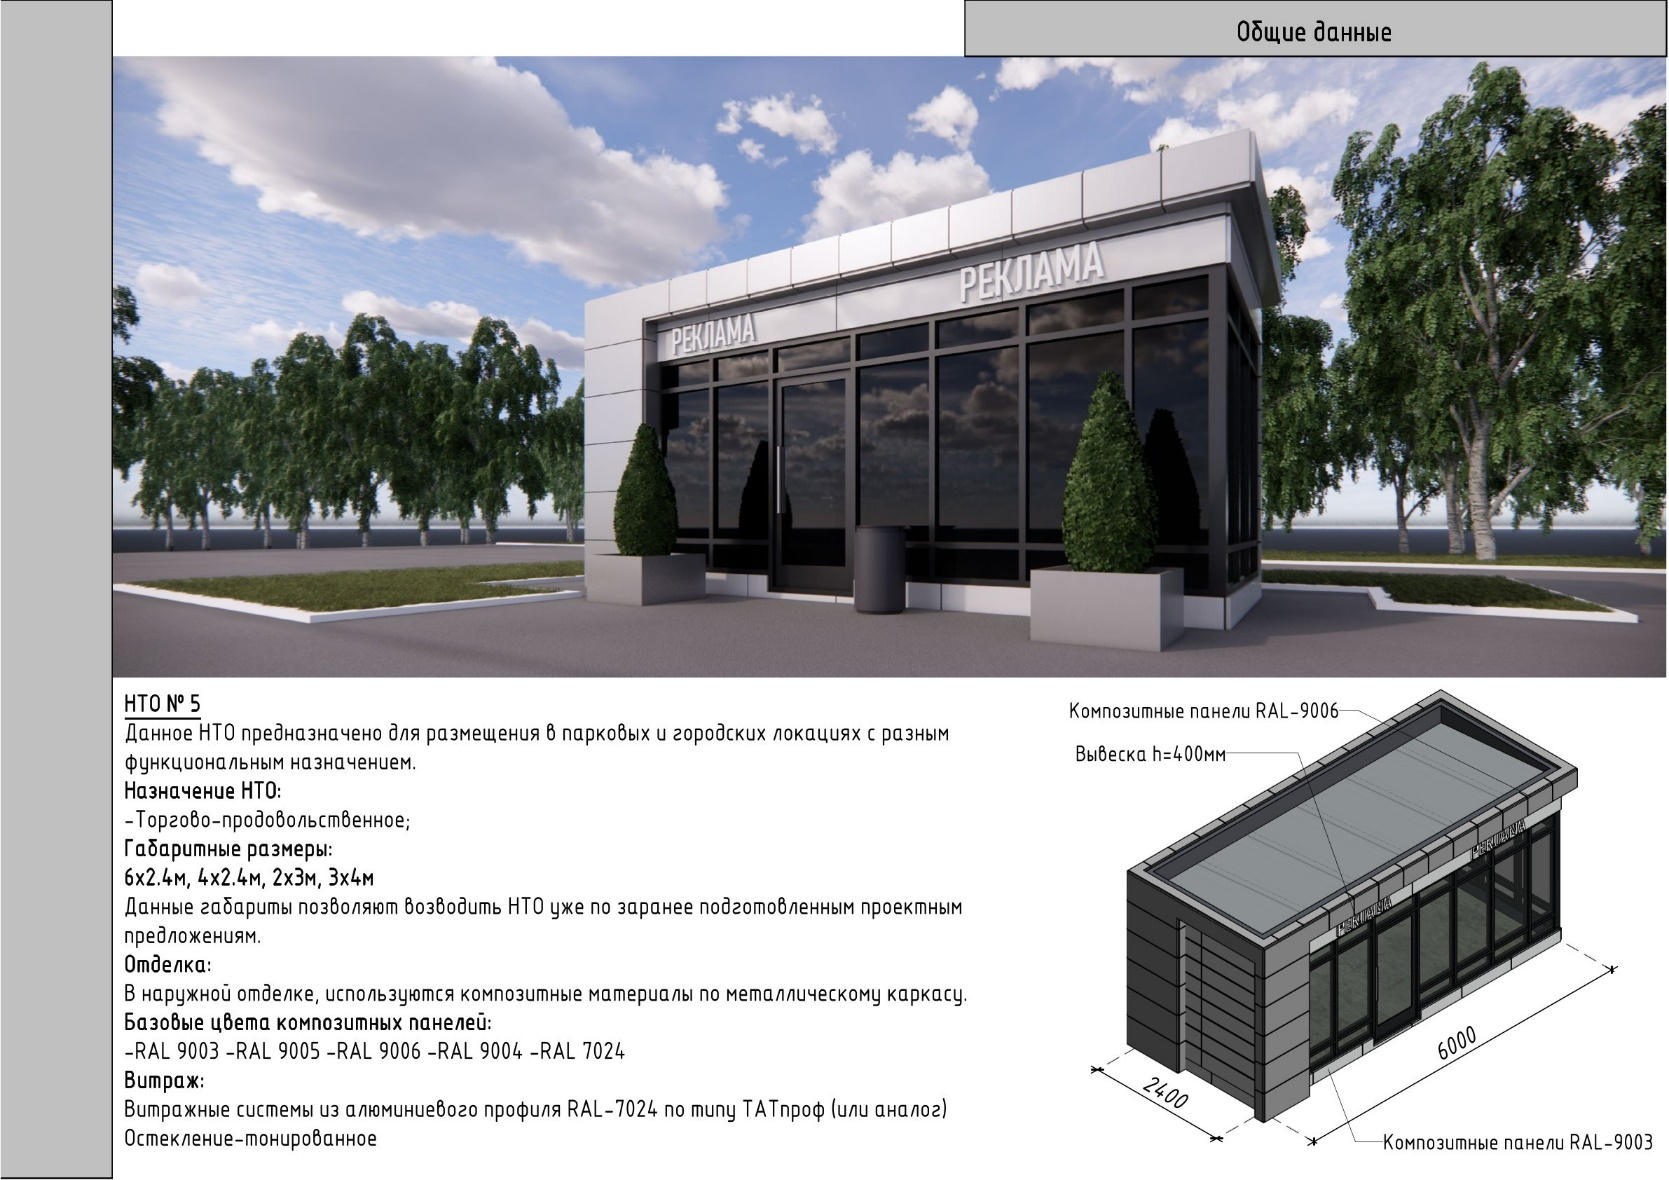 Общие данные
РЕКЛАМА
РЕКЛАМА
НТО № 5
Данное НТО предназначено для размещения в парковых и городских локациях с разным
функциональным назначением.
Назначение НТО:
-Торгово-продовольственное;
Габаритные размеры:
6х2.4м, 4х2.4м, 2х3м, 3х4м
Данные габариты позволяют возводить НТО уже по заранее подготовленным проектным
предложениям.
Отделка:
В наружной отделке, используются композитные материалы по металлическому каркасу.
Базовые цвета композитных панелей:
-RAL 9003 -RAL 9005 -RAL 9006 -RAL 9004 -RAL 7024
Витраж:
Витражные системы из алюминиевого профиля RAL-7024 по типу ТАТпроф (или аналог)
Остекление-тонированное
Композитные панели RAL-9006
Вывеска h=400мм
РЕКЛАМА
РЕКЛАМА
6000
2400
Композитные панели RAL-9003